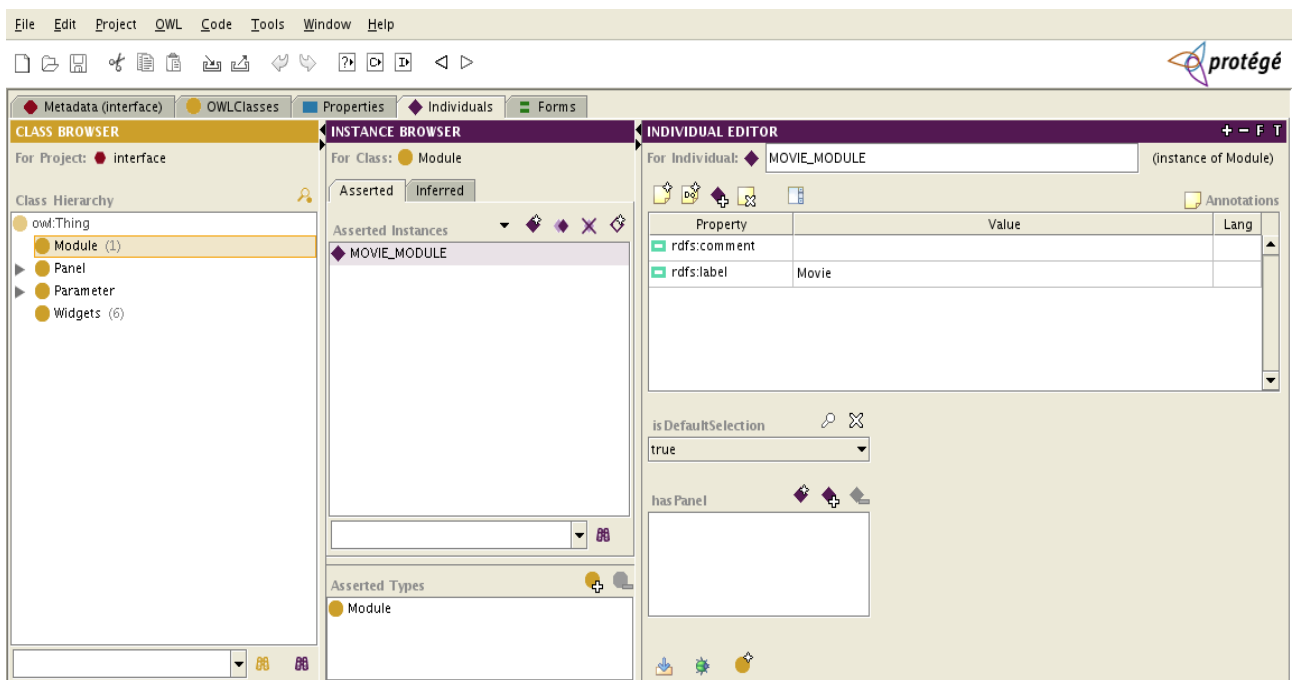 File Edit Project OWL Code Tools Window Help
protégé
Metadata (interface) OWLClasses Properties Individuals Forms
CLASS BROWSER
For Project: interface
Class Hierarchy
owl:Thing
Module (1)
Panel
Parameter
Widgets (6)
INSTANCE BROWSER
For Class: Module
Asserted Inferred
Asserted Instances
MOVIE_MODULE
Asserted Types
Module
INDIVIDUAL EDITOR + - F T
For Individual: MOVIE_MODULE (instance of Module)
Annotations
Property Value Lang
rdfs:comment
rdfs:label Movie
isDefaultSelection
true
hasPanel